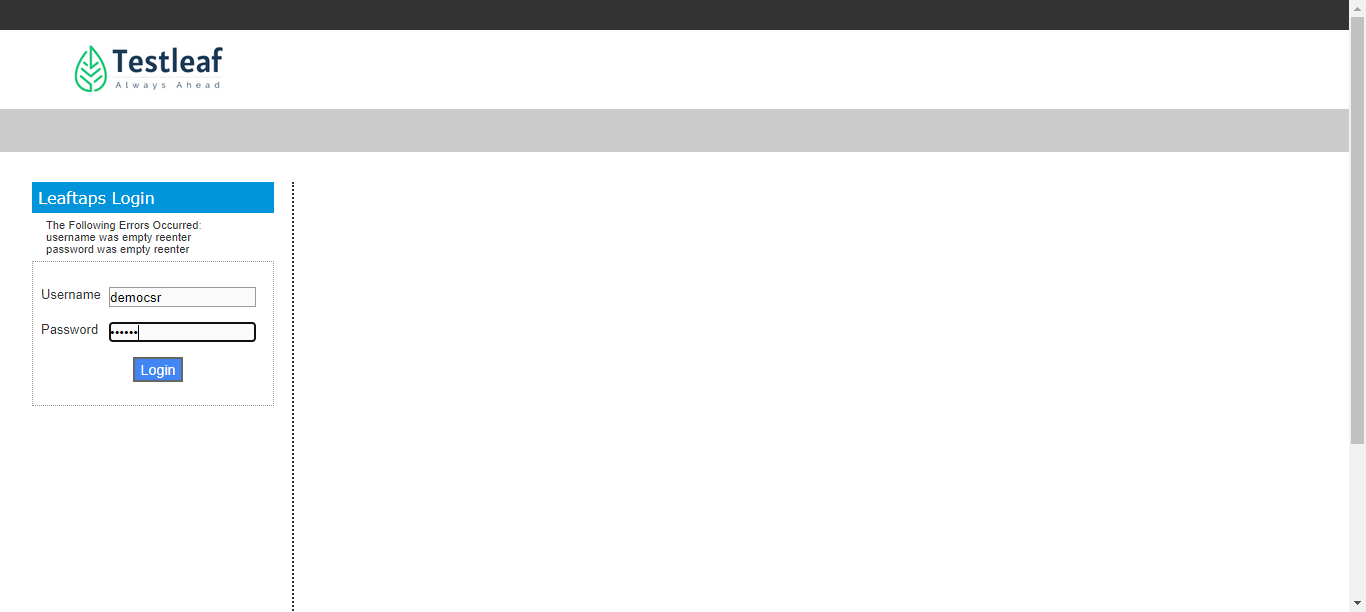 Testleaf
Always Ahead
Leaftaps Login
The Following Errors Occurred:
username was empty reenter
password was empty reenter
Username democsr
Password ••••••
Login